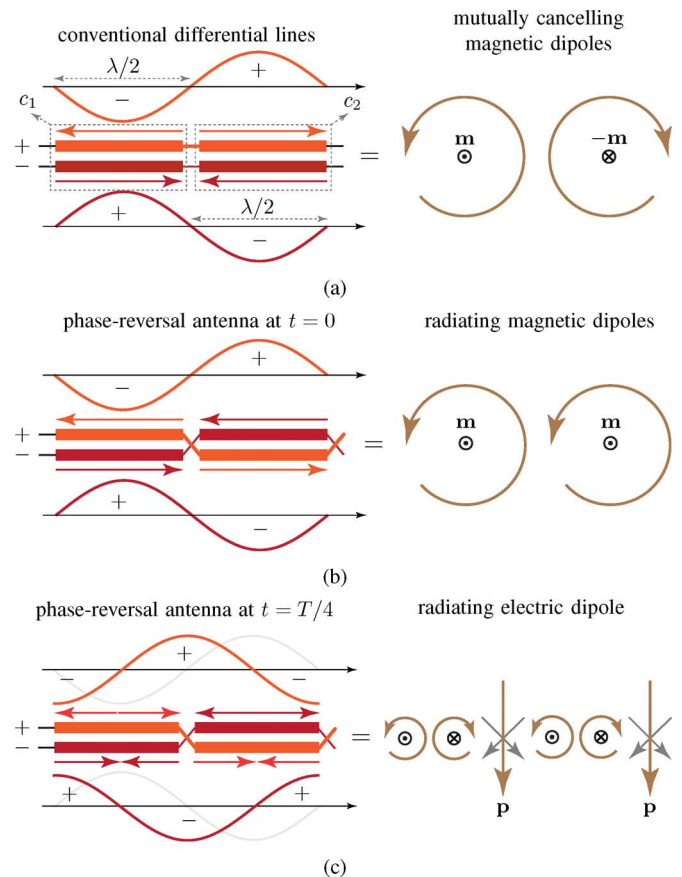 conventional differential lines
mutually cancelling
magnetic dipoles
λ/2
+
−
c₁
c₂
+
−
=
m
−m
λ/2
+
−
(a)
phase-reversal antenna at t = 0
radiating magnetic dipoles
+
−
+
−
=
m
m
+
−
(b)
phase-reversal antenna at t = T/4
radiating electric dipole
− + −
+
−
=
+ − +
p
p
(c)